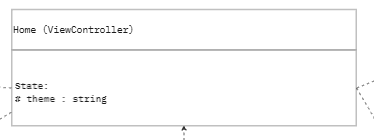 Home (ViewController)
State:
# theme : string